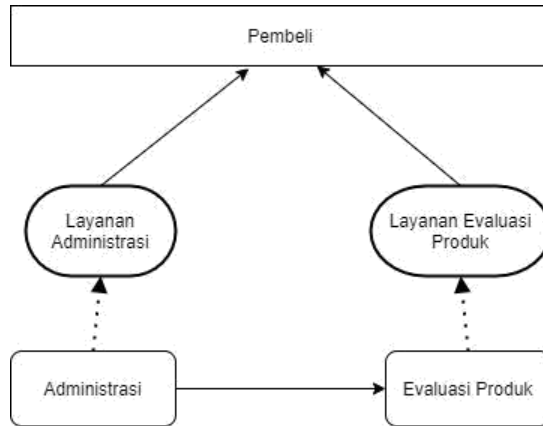 Pembeli
Layanan
Administrasi
Layanan Evaluasi
Produk
Administrasi
Evaluasi Produk